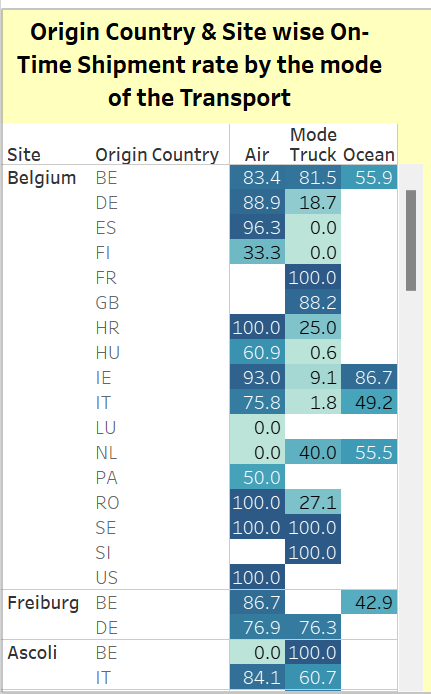 Origin Country & Site wise On-
Time Shipment rate by the mode
of the Transport
Mode
Site Origin Country Air Truck Ocean
Belgium BE 83.4 81.5 55.9
DE 88.9 18.7
ES 96.3 0.0
FI 33.3 0.0
FR 100.0
GB 88.2
HR 100.0 25.0
HU 60.9 0.6
IE 93.0 9.1 86.7
IT 75.8 1.8 49.2
LU 0.0
NL 0.0 40.0 55.5
PA 50.0
RO 100.0 27.1
SE 100.0 100.0
SI 100.0
US 100.0
Freiburg BE 86.7 42.9
DE 76.9 76.3
Ascoli BE 0.0 100.0
IT 84.1 60.7